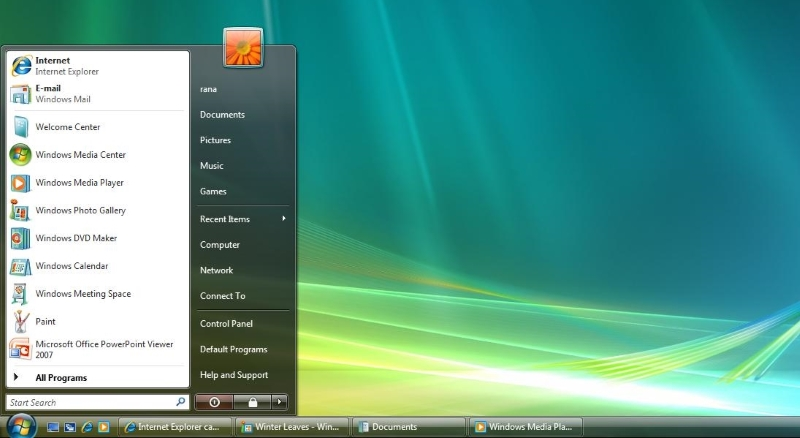 Internet
Internet Explorer
E-mail
Windows Mail
Welcome Center
Windows Media Center
Windows Media Player
Windows Photo Gallery
Windows DVD Maker
Windows Calendar
Windows Meeting Space
Paint
Microsoft Office PowerPoint Viewer
2007
All Programs
Start Search
rana
Documents
Pictures
Music
Games
Recent Items
Computer
Network
Connect To
Control Panel
Default Programs
Help and Support
Internet Explorer ca...
Winter Leaves - Win...
Documents
Windows Media Pla...